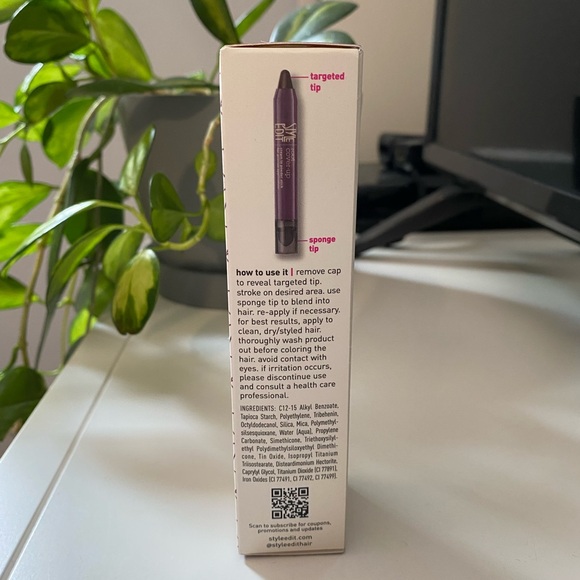 targeted
tip
STYLE
EDIT
cover-up
sponge
tip
how to use it | remove cap
to reveal targeted tip.
stroke on desired area. use
sponge tip to blend into
hair. re-apply if necessary.
for best results, apply to
clean, dry/styled hair.
thoroughly wash product
out before coloring the
hair. avoid contact with
eyes. if irritation occurs,
please discontinue use
and consult a health care
professional.
INGREDIENTS: C12-15 Alkyl Benzoate,
Tapioca Starch, Polyethylene, Tribehenin,
Octyldodecanol, Silica, Mica, Polymethyl-
silsesquioxane, Water (Aqua), Propylene
Carbonate, Simethicone, Triethoxysilyl-
ethyl Polydimethylsiloxyethyl Dimethi-
cone, Tin Oxide, Isopropyl Titanium
Triisostearate, Disteardimonium Hectorite,
Caprylyl Glycol, Titanium Dioxide (CI 77891),
Iron Oxides (CI 77491, CI 77492, CI 77499).
Scan to subscribe for coupons,
promotions and updates
styleedit.com
@styleedithair